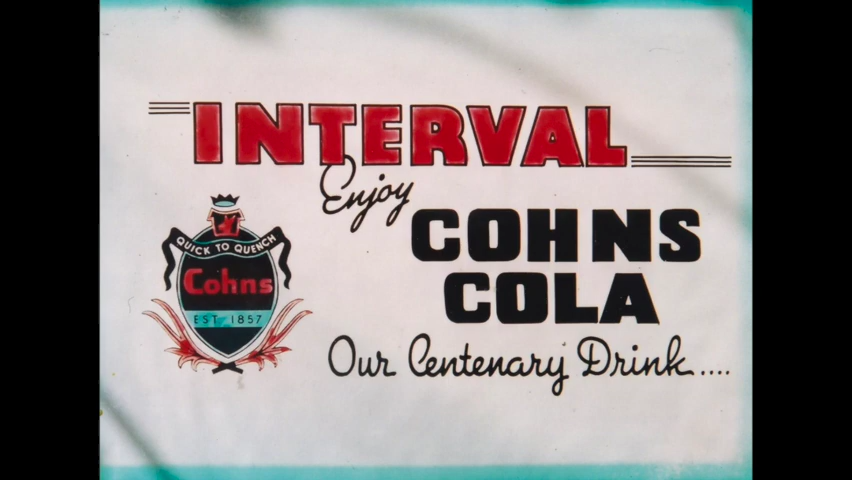 INTERVAL
Enjoy
COHNS
COLA
Our Centenary Drink....
QUICK TO QUENCH
Cohns
EST 1857